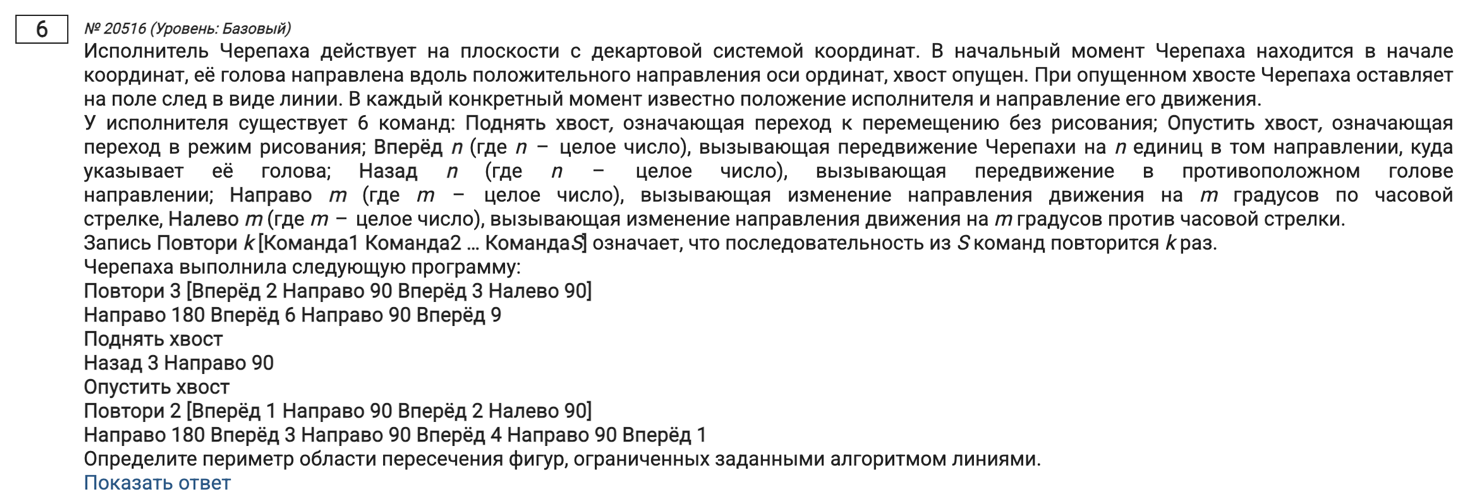 6
№ 20516 (Уровень: Базовый)
Исполнитель Черепаха действует на плоскости с декартовой системой координат. В начальный момент Черепаха находится в начале
координат, её голова направлена вдоль положительного направления оси ординат, хвост опущен. При опущенном хвосте Черепаха оставляет
на поле след в виде линии. В каждый конкретный момент известно положение исполнителя и направление его движения.
У исполнителя существует 6 команд: Поднять хвост, означающая переход к перемещению без рисования; Опустить хвост, означающая
переход в режим рисования; Вперёд n (где n – целое число), вызывающая передвижение Черепахи на n единиц в том направлении, куда
указывает её голова; Назад n (где n – целое число), вызывающая передвижение в противоположном голове
направлении; Направо m (где m – целое число), вызывающая изменение направления движения на m градусов по часовой
стрелке, Налево m (где m – целое число), вызывающая изменение направления движения на m градусов против часовой стрелки.
Запись Повтори k [Команда1 Команда2 … КомандаS] означает, что последовательность из S команд повторится k раз.
Черепаха выполнила следующую программу:
Повтори 3 [Вперёд 2 Направо 90 Вперёд 3 Налево 90]
Направо 180 Вперёд 6 Направо 90 Вперёд 9
Поднять хвост
Назад 3 Направо 90
Опустить хвост
Повтори 2 [Вперёд 1 Направо 90 Вперёд 2 Налево 90]
Направо 180 Вперёд 3 Направо 90 Вперёд 4 Направо 90 Вперёд 1
Определите периметр области пересечения фигур, ограниченных заданными алгоритмом линиями.
Показать ответ